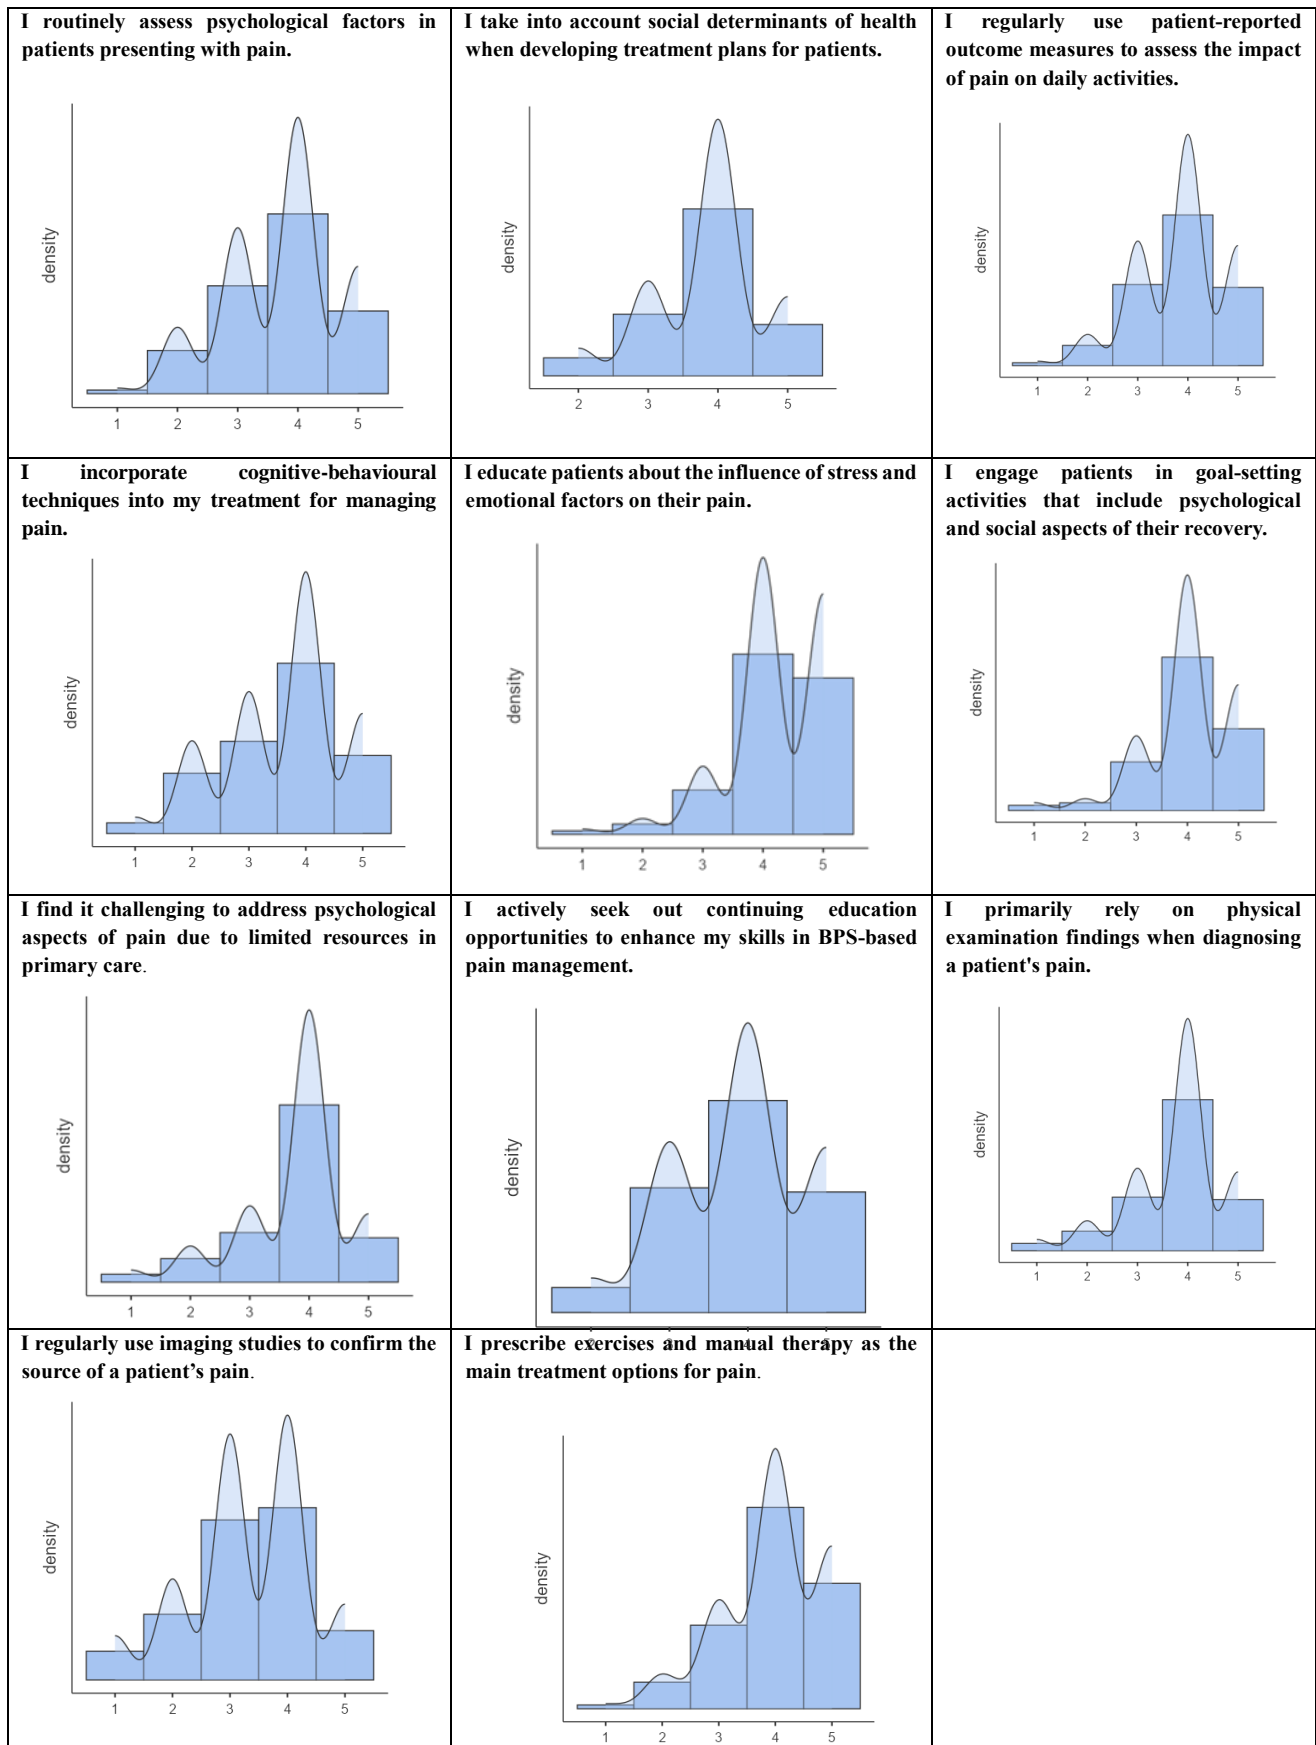 I routinely assess psychological factors in
patients presenting with pain.
density
1 2 3 4 5
I take into account social determinants of health
when developing treatment plans for patients.
density
2 3 4 5
I regularly use patient-reported
outcome measures to assess the impact
of pain on daily activities.
density
1 2 3 4 5
I incorporate cognitive-behavioural
techniques into my treatment for managing
pain.
density
1 2 3 4 5
I educate patients about the influence of stress and
emotional factors on their pain.
density
1 2 3 4 5
I engage patients in goal-setting
activities that include psychological
and social aspects of their recovery.
density
1 2 3 4 5
I find it challenging to address psychological
aspects of pain due to limited resources in
primary care.
density
1 2 3 4 5
I actively seek out continuing education
opportunities to enhance my skills in BPS-based
pain management.
density
I primarily rely on physical
examination findings when diagnosing
a patient's pain.
density
1 2 3 4 5
I regularly use imaging studies to confirm the
source of a patient’s pain.
density
1 2 3 4 5
I prescribe exercises and manual therapy as the
main treatment options for pain.
density
1 2 3 4 5